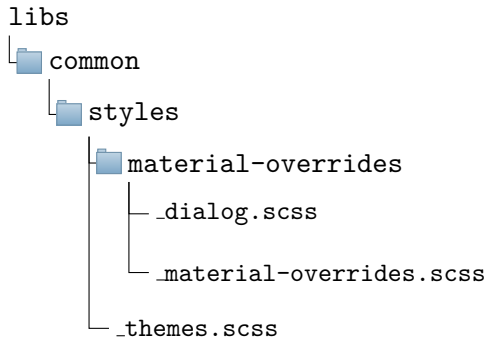 libs
common
styles
material-overrides
_dialog.scss
_material-overrides.scss
_themes.scss